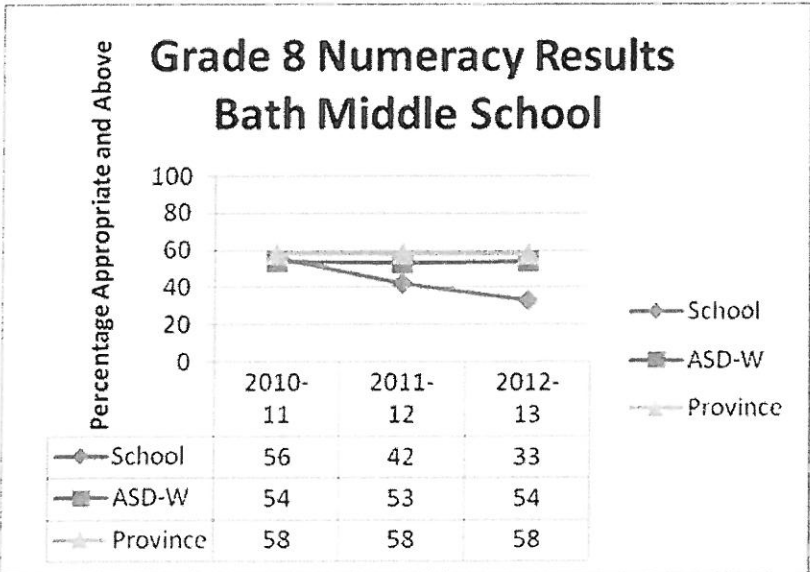 Grade 8 Numeracy Results
Bath Middle School
Percentage Appropriate and Above
100
80
60
40
20
0
School
ASD-W
Province
2010-11 2011-12 2012-13
School 56 42 33
ASD-W 54 53 54
Province 58 58 58